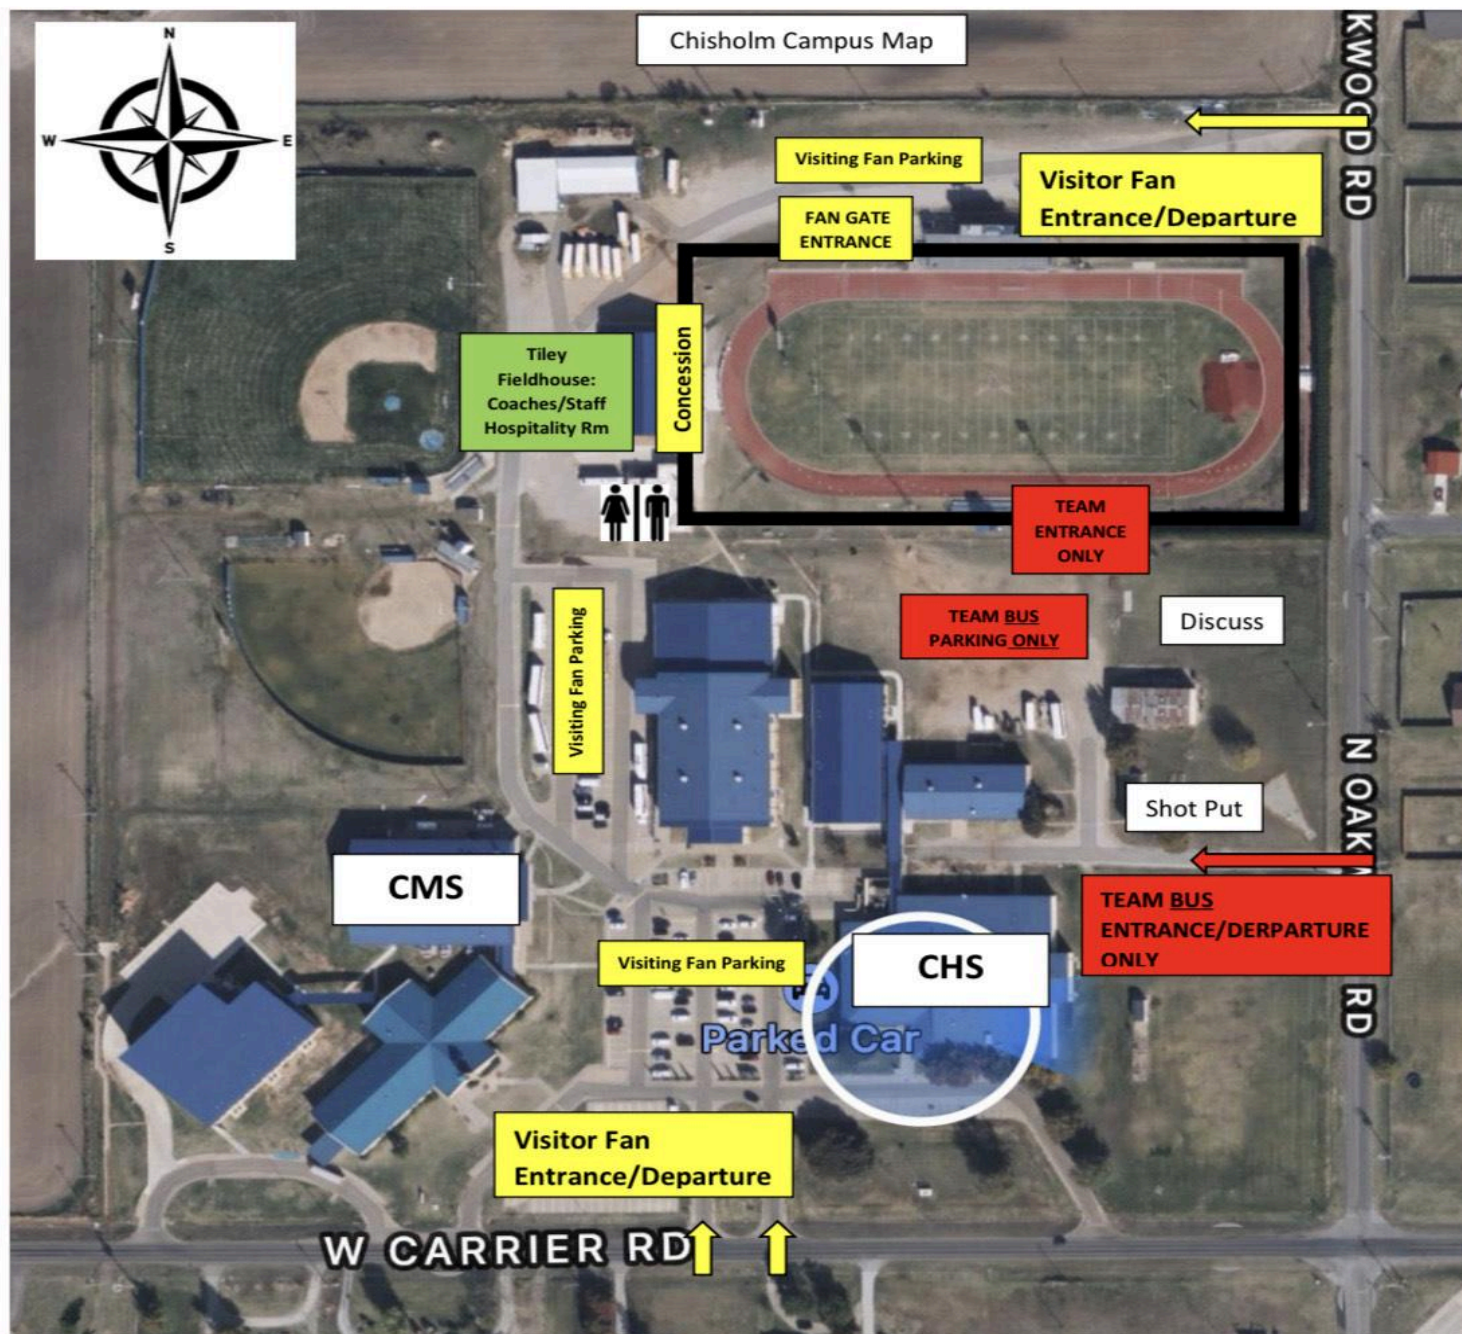 Chisholm Campus Map
N
W
E
S
KWOOD RD
Visiting Fan Parking
Visitor Fan
Entrance/Departure
FAN GATE
ENTRANCE
Concession
Tiley
Fieldhouse:
Coaches/Staff
Hospitality Rm
TEAM
ENTRANCE
ONLY
TEAM BUS
PARKING ONLY
Discuss
Visiting Fan Parking
Shot Put
N OAK
RD
CMS
TEAM BUS
ENTRANCE/DERPARTURE
ONLY
Visiting Fan Parking
CHS
Parked Car
Visitor Fan
Entrance/Departure
W CARRIER RD